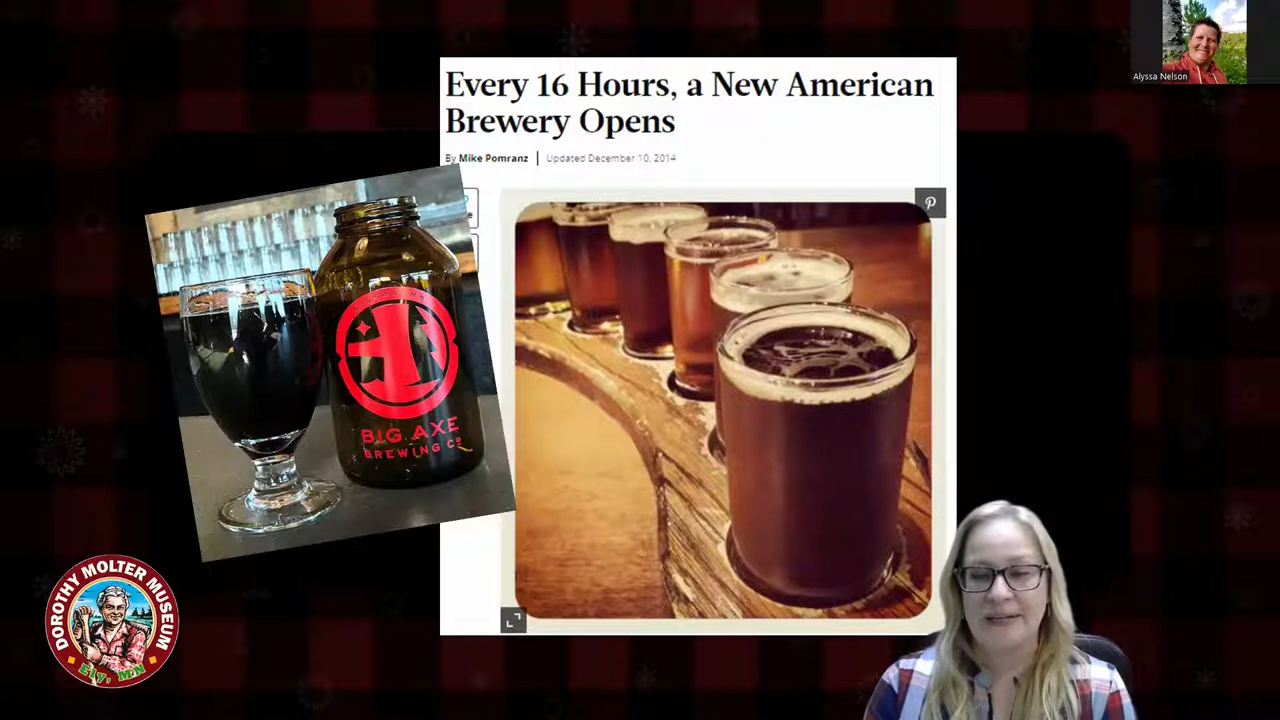 Alyssa Nelson
Every 16 Hours, a New American
Brewery Opens
By Mike Pomranz | Updated December 10, 2014
BIG AXE
BREWING Cº
DOROTHY MOLTER MUSEUM
Ely, MN